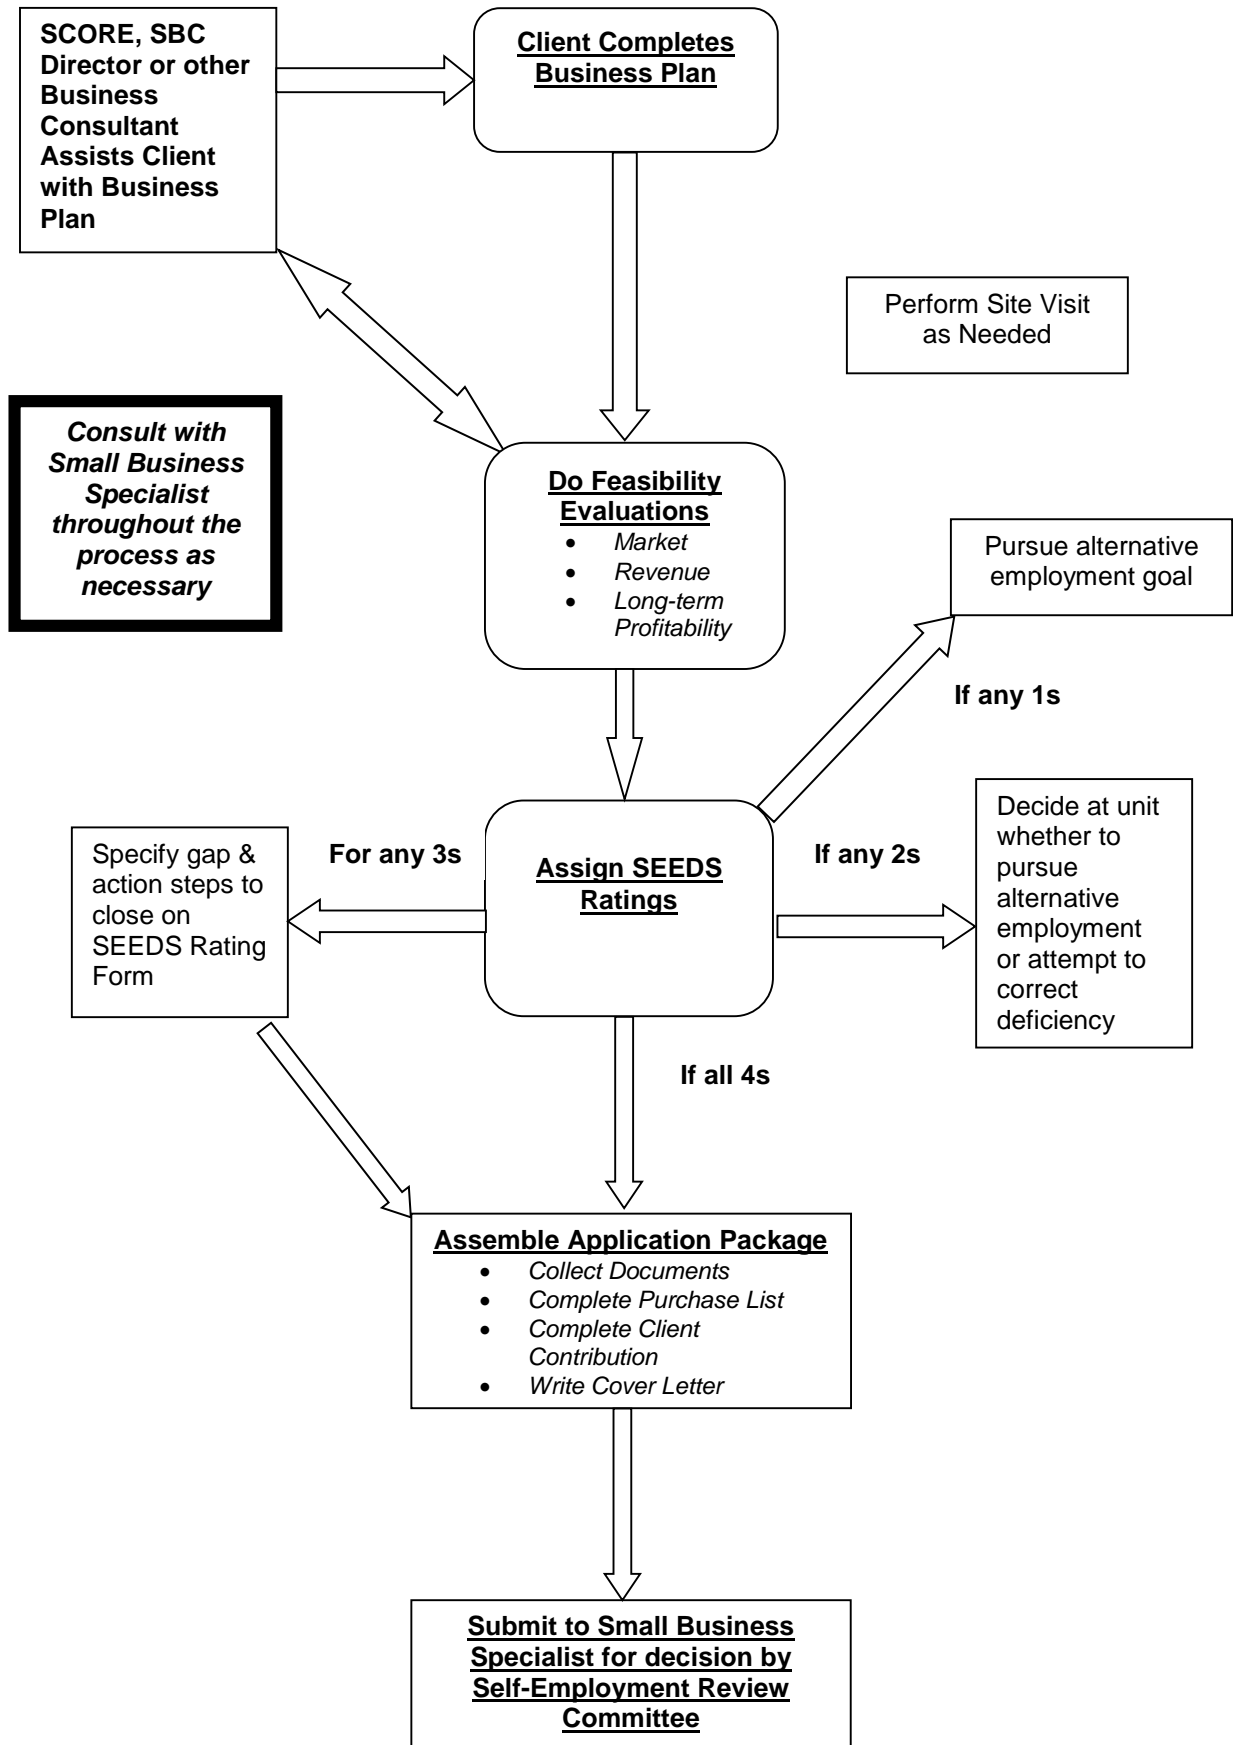 SCORE, SBC
Director or other
Business
Consultant
Assists Client
with Business
Plan
Client Completes
Business Plan
Perform Site Visit
as Needed
Consult with
Small Business
Specialist
throughout the
process as
necessary
Do Feasibility
Evaluations
• Market
• Revenue
• Long-term
Profitability
Pursue alternative
employment goal
If any 1s
Specify gap &
action steps to
close on
SEEDS Rating
Form
For any 3s
Assign SEEDS
Ratings
If any 2s
Decide at unit
whether to
pursue
alternative
employment
or attempt to
correct
deficiency
If all 4s
Assemble Application Package
• Collect Documents
• Complete Purchase List
• Complete Client
Contribution
• Write Cover Letter
Submit to Small Business
Specialist for decision by
Self-Employment Review
Committee